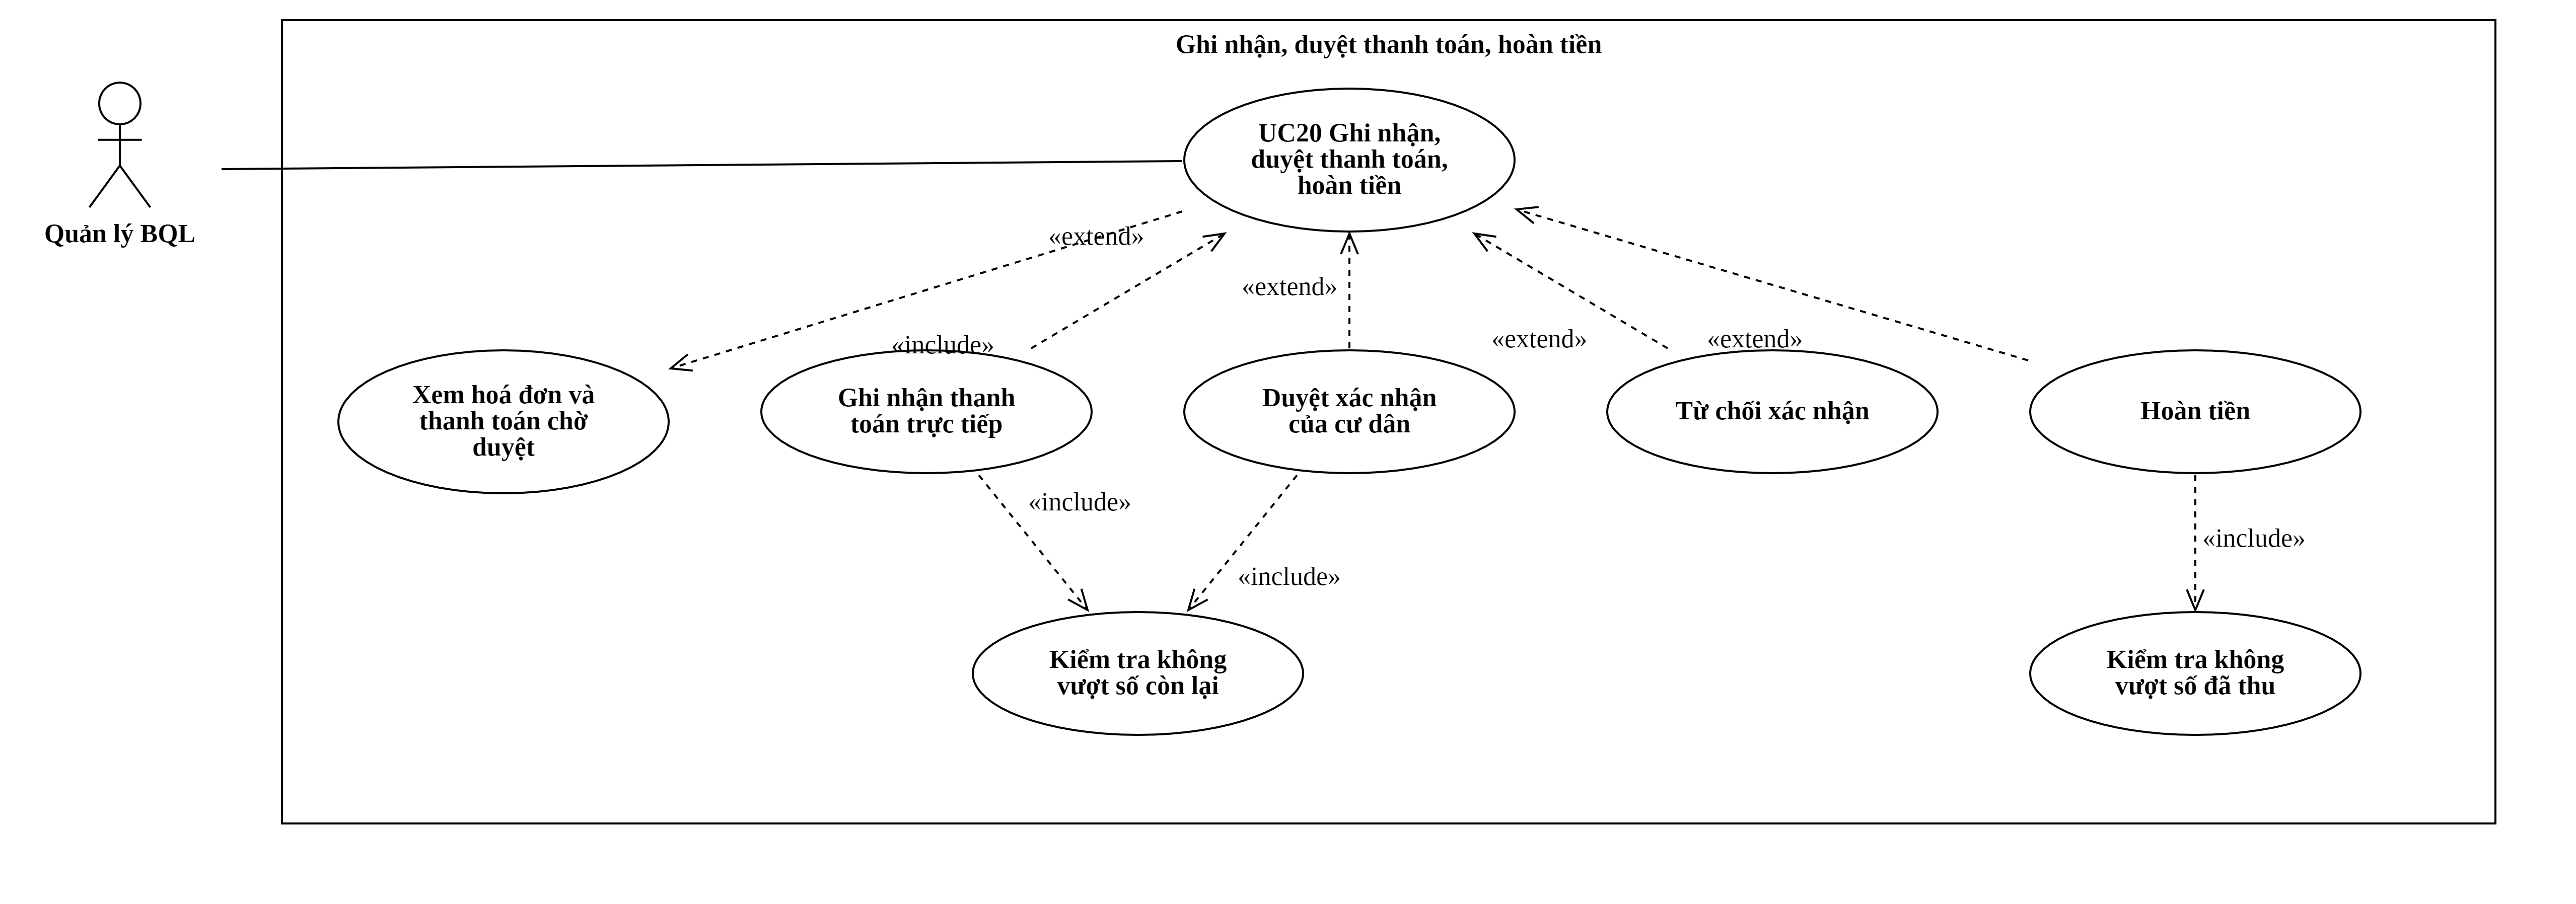 Ghi nhận, duyệt thanh toán, hoàn tiền
UC20 Ghi nhận,
duyệt thanh toán,
hoàn tiền
Quản lý BQL
«extend»
«extend»
«include»
«extend»
«extend»
Xem hoá đơn và
thanh toán chờ
duyệt
Ghi nhận thanh
toán trực tiếp
Duyệt xác nhận
của cư dân
Từ chối xác nhận
Hoàn tiền
«include»
«include»
«include»
Kiểm tra không
vượt số còn lại
Kiểm tra không
vượt số đã thu